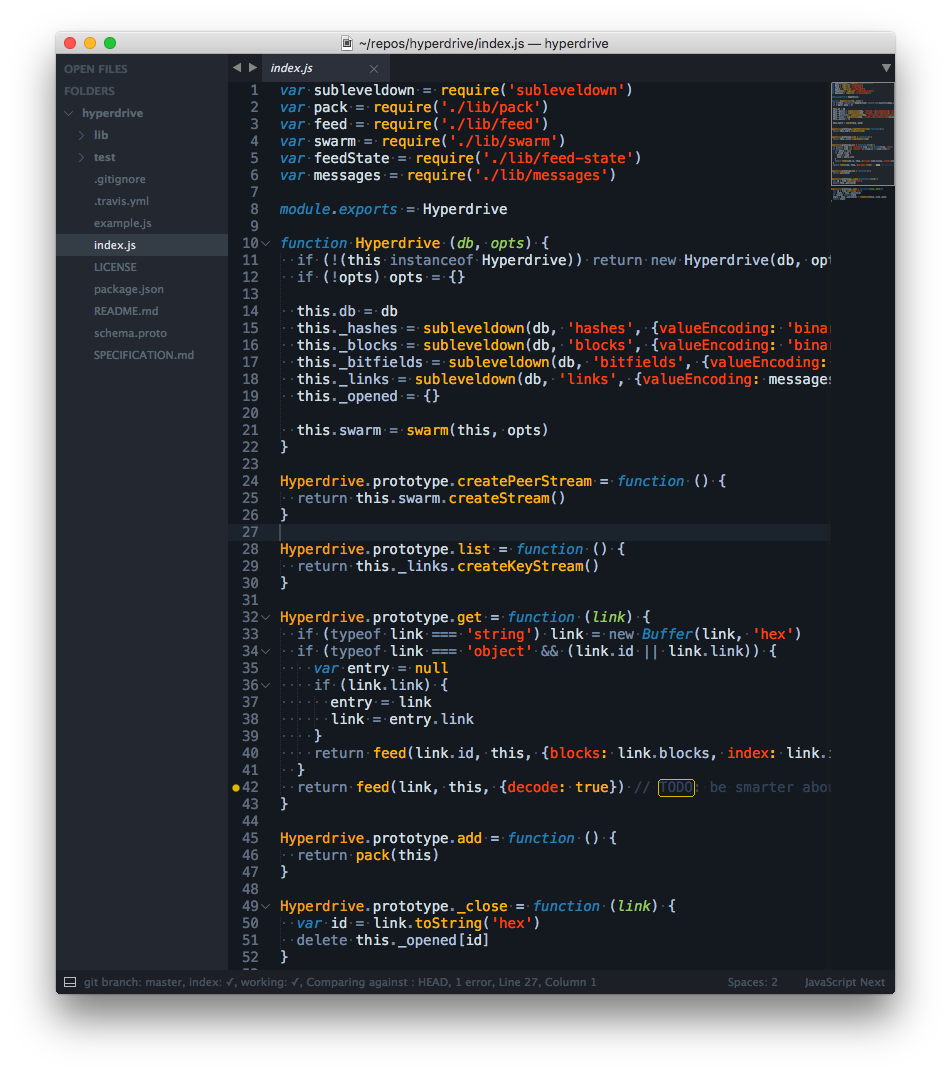 ~/repos/hyperdrive/index.js — hyperdrive
OPEN FILES
FOLDERS
hyperdrive
lib
test
.gitignore
.travis.yml
example.js
index.js
LICENSE
package.json
README.md
schema.proto
SPECIFICATION.md
index.js
1 var subleveldown = require('subleveldown')
2 var pack = require('./lib/pack')
3 var feed = require('./lib/feed')
4 var swarm = require('./lib/swarm')
5 var feedState = require('./lib/feed-state')
6 var messages = require('./lib/messages')
7
8 module.exports = Hyperdrive
9
10 function Hyperdrive (db, opts) {
11   if (!(this instanceof Hyperdrive)) return new Hyperdrive(db, opt
12   if (!opts) opts = {}
13
14   this.db = db
15   this._hashes = subleveldown(db, 'hashes', {valueEncoding: 'binar
16   this._blocks = subleveldown(db, 'blocks', {valueEncoding: 'binar
17   this._bitfields = subleveldown(db, 'bitfields', {valueEncoding:
18   this._links = subleveldown(db, 'links', {valueEncoding: messages
19   this._opened = {}
20
21   this.swarm = swarm(this, opts)
22 }
23
24 Hyperdrive.prototype.createPeerStream = function () {
25   return this.swarm.createStream()
26 }
27
28 Hyperdrive.prototype.list = function () {
29   return this._links.createKeyStream()
30 }
31
32 Hyperdrive.prototype.get = function (link) {
33   if (typeof link === 'string') link = new Buffer(link, 'hex')
34   if (typeof link === 'object' && (link.id || link.link)) {
35     var entry = null
36     if (link.link) {
37       entry = link
38       link = entry.link
39     }
40     return feed(link.id, this, {blocks: link.blocks, index: link.i
41   }
42   return feed(link, this, {decode: true}) // TODO: be smarter abou
43 }
44
45 Hyperdrive.prototype.add = function () {
46   return pack(this)
47 }
48
49 Hyperdrive.prototype._close = function (link) {
50   var id = link.toString('hex')
51   delete this._opened[id]
52 }
git branch: master, index: ✓, working: ✓, Comparing against : HEAD, 1 error, Line 27, Column 1
Spaces: 2
JavaScript Next